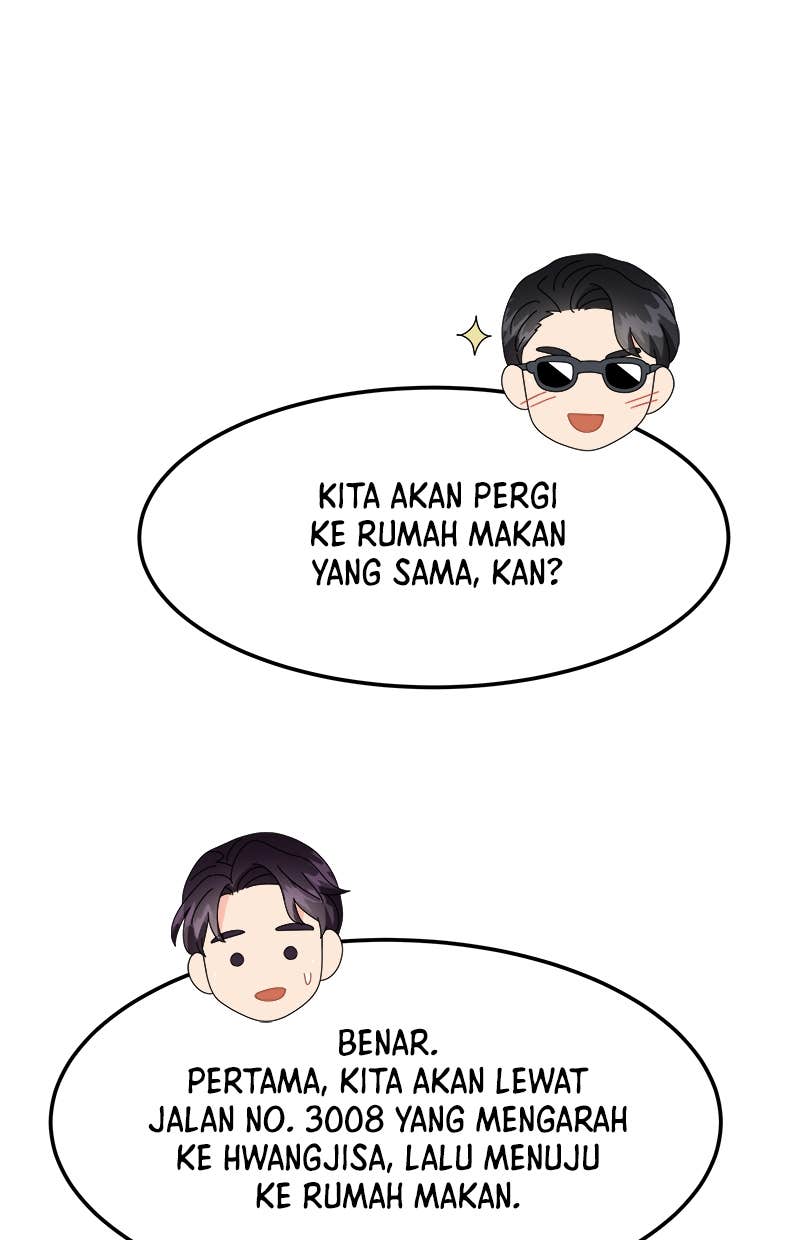 KITA AKAN PERGI
KE RUMAH MAKAN
YANG SAMA, KAN?
BENAR.
PERTAMA, KITA AKAN LEWAT
JALAN NO. 3008 YANG MENGARAH
KE HWANGJISA, LALU MENUJU
KE RUMAH MAKAN.